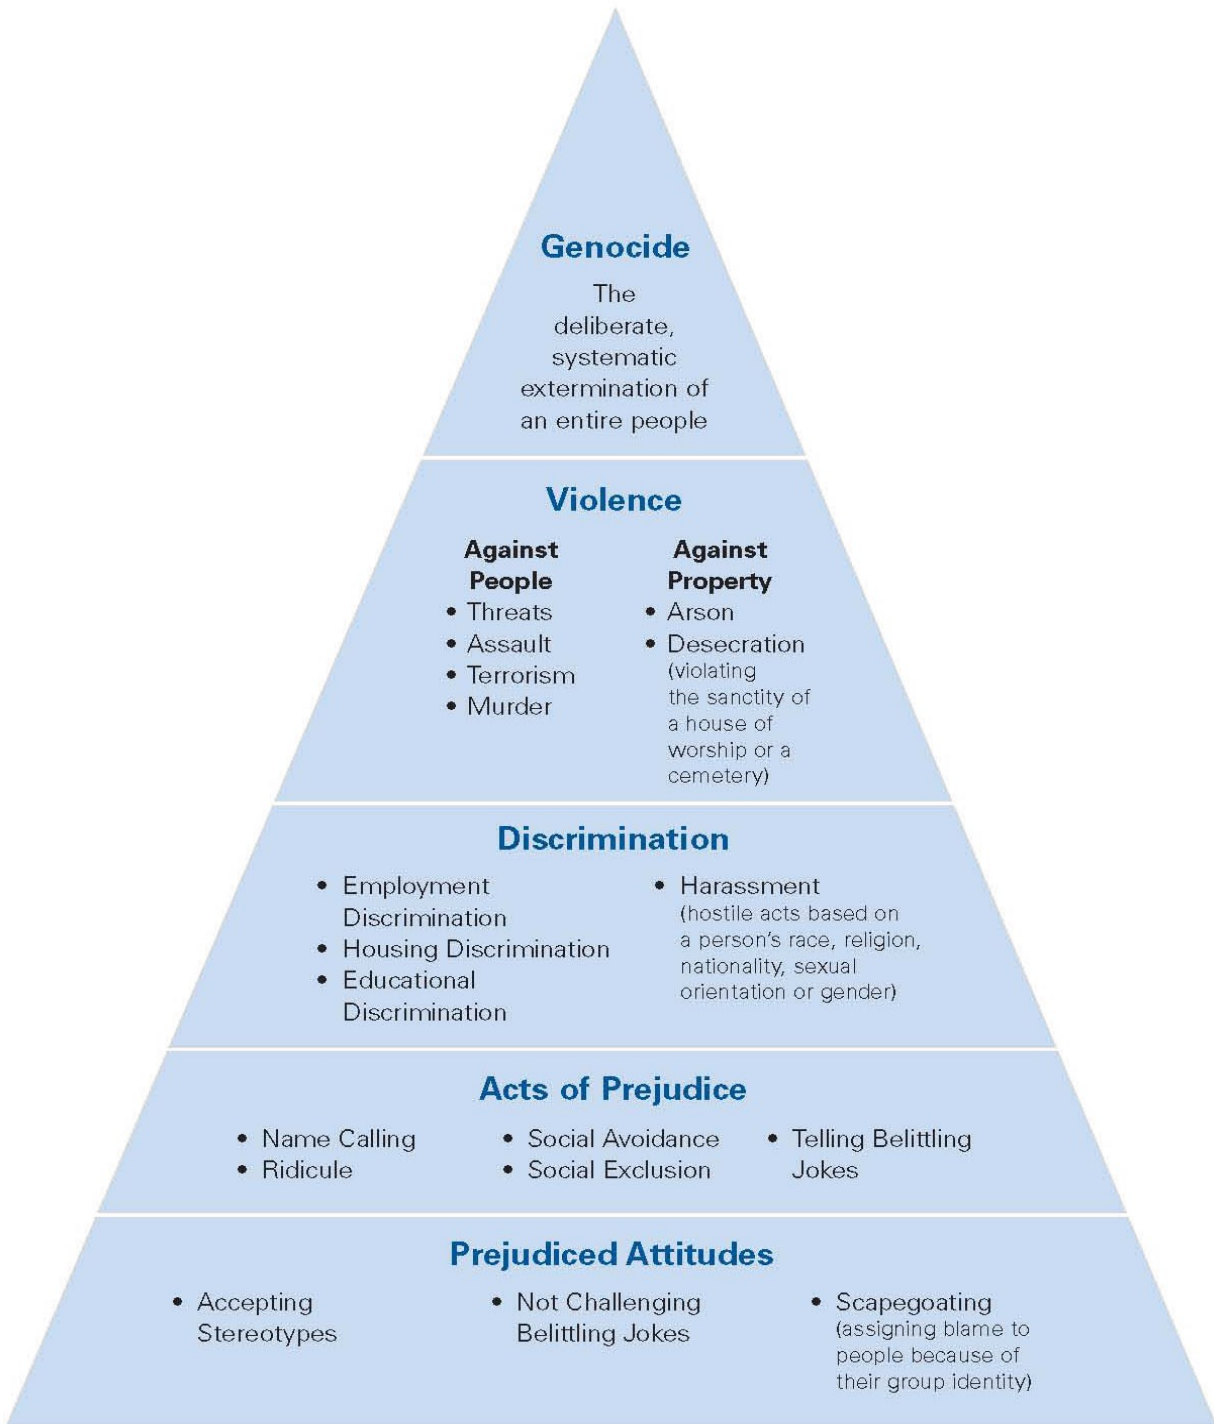 Genocide
The
deliberate,
systematic
extermination of
an entire people
Violence
Against
People
• Threats
• Assault
• Terrorism
• Murder
Against
Property
• Arson
• Desecration
(violating
the sanctity of
a house of
worship or a
cemetery)
Discrimination
• Employment
Discrimination
• Housing Discrimination
• Educational
Discrimination
• Harassment
(hostile acts based on
a person's race, religion,
nationality, sexual
orientation or gender)
Acts of Prejudice
• Name Calling
• Ridicule
• Social Avoidance
• Social Exclusion
• Telling Belittling
Jokes
Prejudiced Attitudes
• Accepting
Stereotypes
• Not Challenging
Belittling Jokes
• Scapegoating
(assigning blame to
people because of
their group identity)